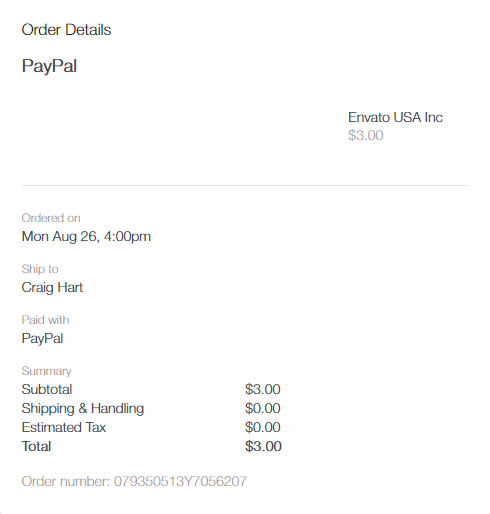 Order Details
PayPal
Envato USA Inc
$3.00
Ordered on
Mon Aug 26, 4:00pm
Ship to
Craig Hart
Paid with
PayPal
Summary
Subtotal $3.00
Shipping & Handling $0.00
Estimated Tax $0.00
Total $3.00
Order number: 079350513Y7056207